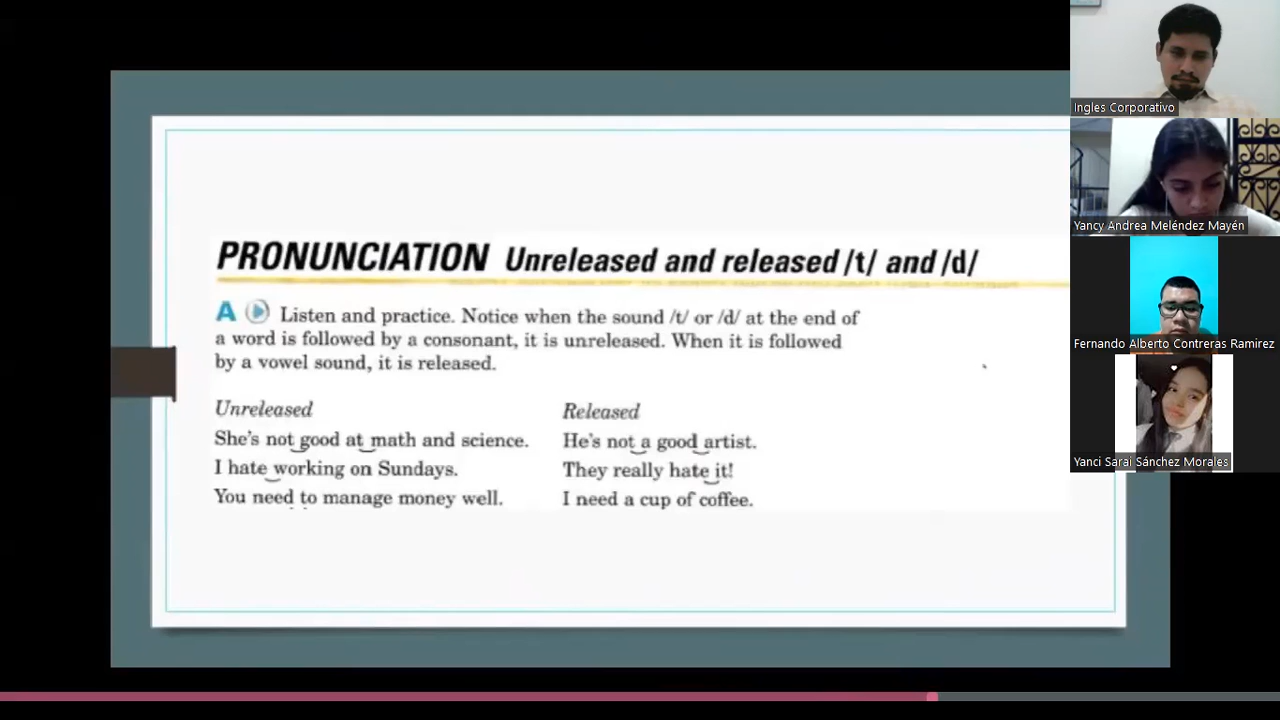 PRONUNCIATION Unreleased and released /t/ and /d/
A Listen and practice. Notice when the sound /t/ or /d/ at the end of
a word is followed by a consonant, it is unreleased. When it is followed
by a vowel sound, it is released.
Unreleased
She's not good at math and science.
I hate working on Sundays.
You need to manage money well.
Released
He's not a good artist.
They really hate it!
I need a cup of coffee.
Ingles Corporativo
Yancy Andrea Meléndez Mayén
Fernando Alberto Contreras Ramirez
Yanci Sarai Sánchez Morales